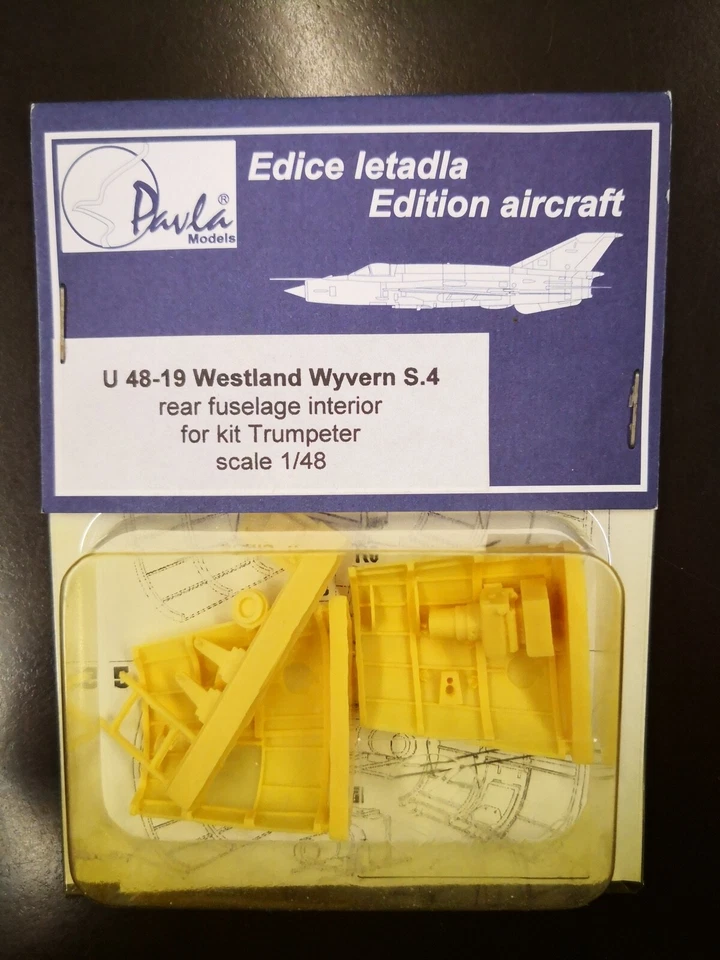 Pavla®
Models
Edice letadla
Edition aircraft
U 48-19 Westland Wyvern S.4
rear fuselage interior
for kit Trumpeter
scale 1/48
5